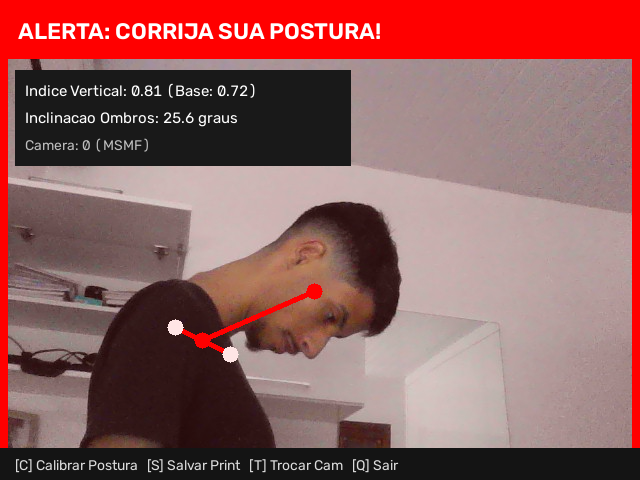 ALERTA: CORRIJA SUA POSTURA!
Indice Vertical: 0.81 (Base: 0.72)
Inclinacao Ombros: 25.6 graus
Camera: 0 (MSMF)
[C] Calibrar Postura [S] Salvar Print [T] Trocar Cam [Q] Sair